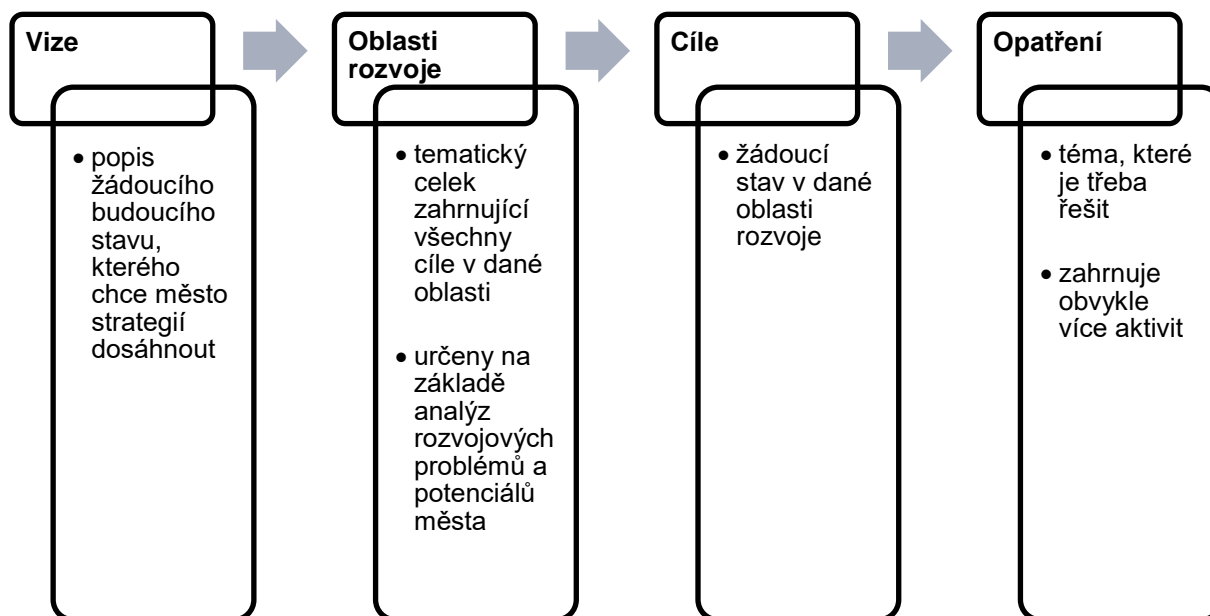 Vize
• popis
žádoucího
budoucího
stavu,
kterého
chce město
strategií
dosáhnout
Oblasti
rozvoje
• tematický
celek
zahrnující
všechny
cíle v dané
oblasti
• určeny na
základě
analýz
rozvojových
problémů a
potenciálů
města
Cíle
• žádoucí
stav v dané
oblasti
rozvoje
Opatření
• téma, které
je třeba
řešit
• zahrnuje
obvykle
více aktivit